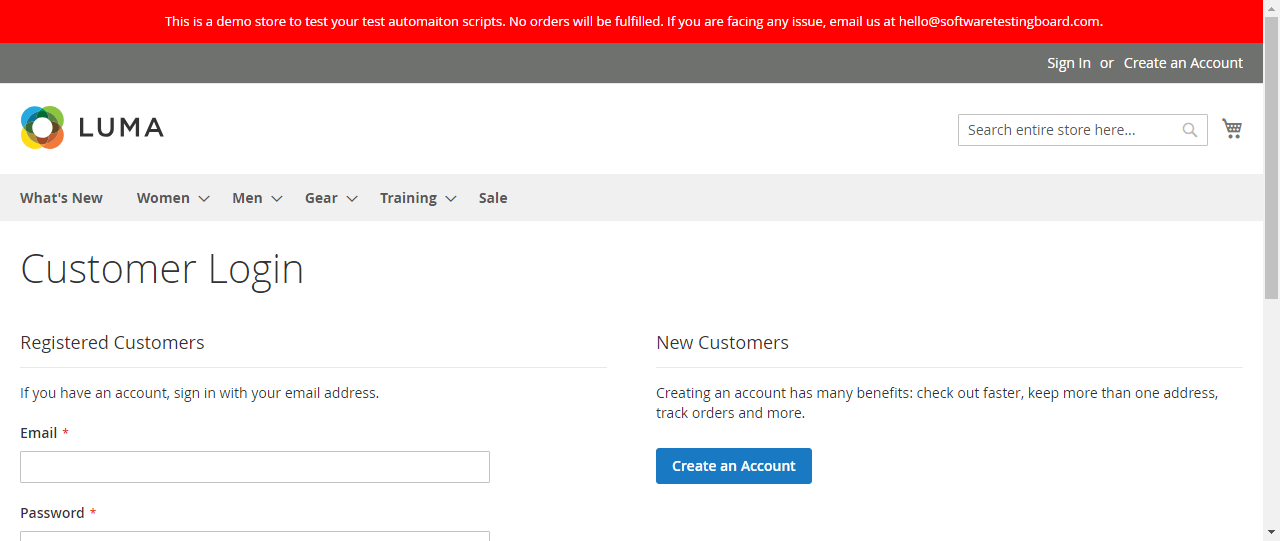 This is a demo store to test your test automaiton scripts. No orders will be fulfilled. If you are facing any issue, email us at hello@softwaretestingboard.com.
Sign In or Create an Account
LUMA
Search entire store here...
What's New Women Men Gear Training Sale
Customer Login
Registered Customers
If you have an account, sign in with your email address.
Email *
Password *
New Customers
Creating an account has many benefits: check out faster, keep more than one address,
track orders and more.
Create an Account